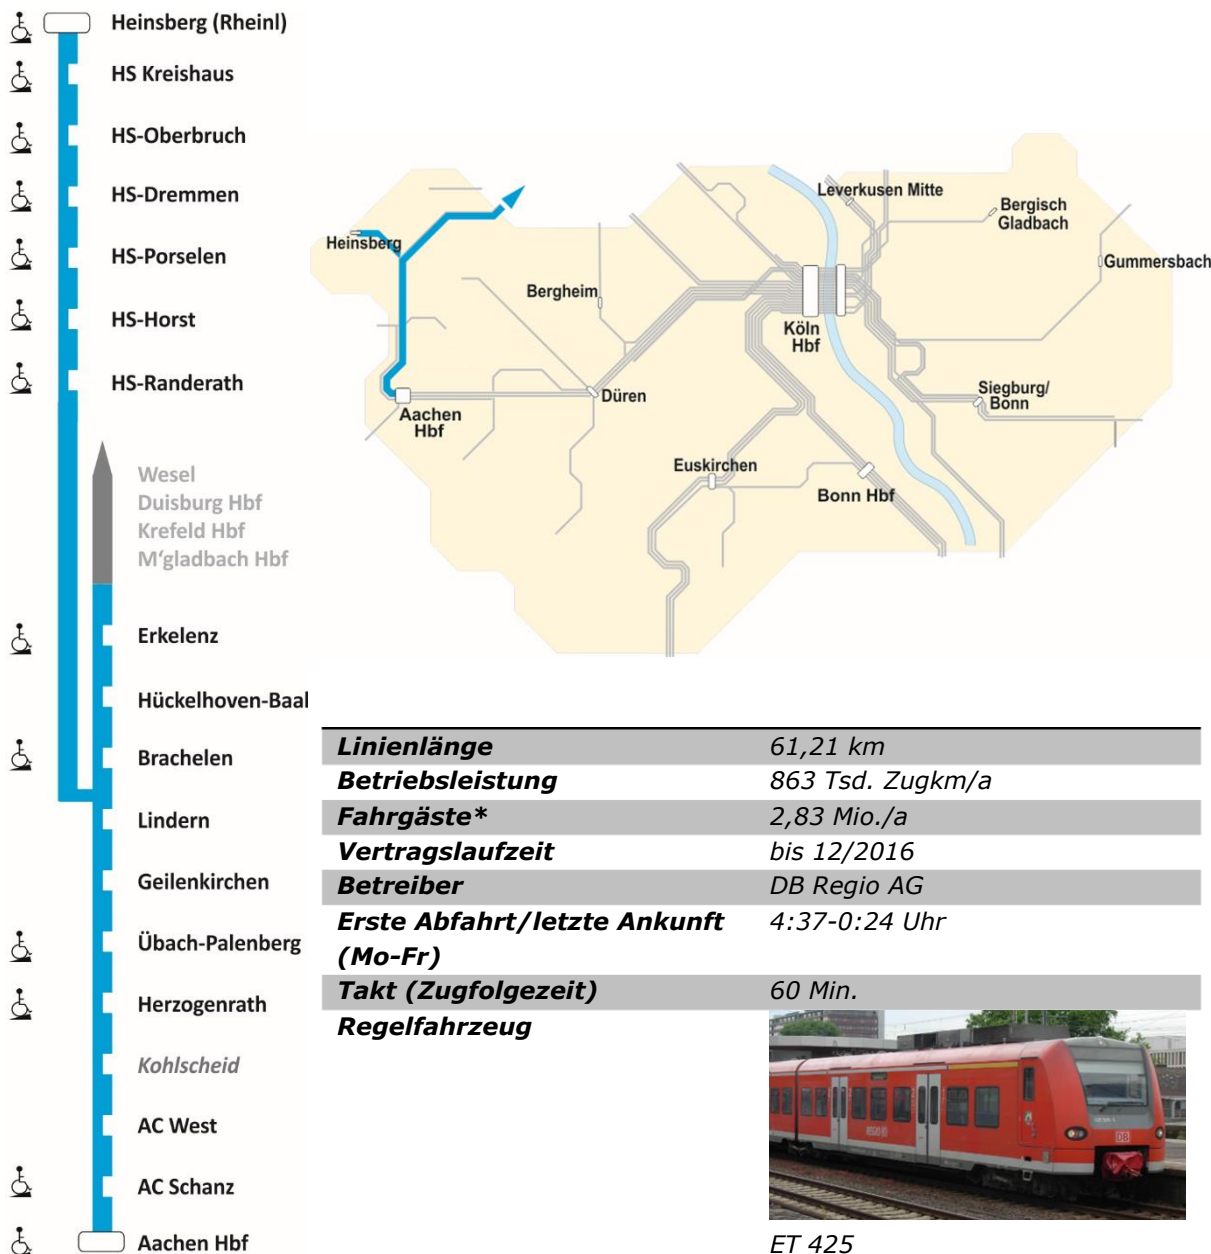 Heinsberg (Rheinl)
HS Kreishaus
HS-Oberbruch
HS-Dremmen
HS-Porselen
HS-Horst
HS-Randerath
Wesel
Duisburg Hbf
Krefeld Hbf
M'gladbach Hbf
Erkelenz
Hückelhoven-Baal
Brachelen
Lindern
Geilenkirchen
Übach-Palenberg
Herzogenrath
Kohlscheid
AC West
AC Schanz
Aachen Hbf
Leverkusen Mitte
Bergisch
Gladbach
Heinsberg
Gummersbach
Bergheim
Köln
Hbf
Düren
Siegburg/
Bonn
Aachen
Hbf
Euskirchen
Bonn Hbf
Linienlänge 61,21 km
Betriebsleistung 863 Tsd. Zugkm/a
Fahrgäste* 2,83 Mio./a
Vertragslaufzeit bis 12/2016
Betreiber DB Regio AG
Erste Abfahrt/letzte Ankunft 4:37-0:24 Uhr
(Mo-Fr)
Takt (Zugfolgezeit) 60 Min.
Regelfahrzeug
REGIO
DB
ET 425